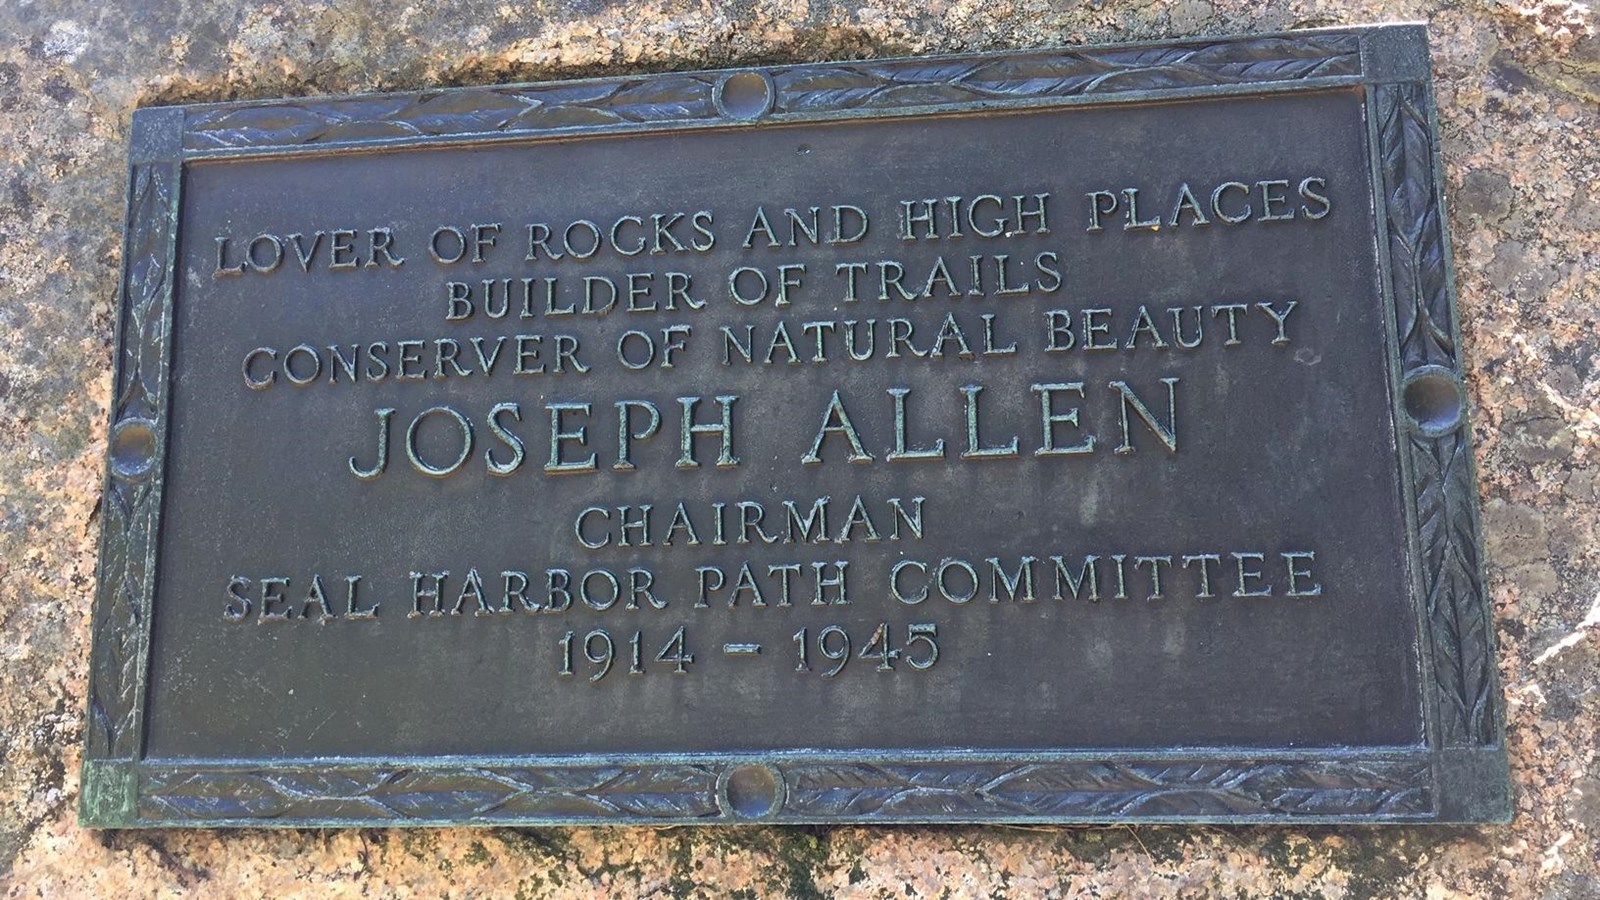 LOVER OF ROCKS AND HIGH PLACES
BUILDER OF TRAILS
CONSERVER OF NATURAL BEAUTY
JOSEPH ALLEN
CHAIRMAN
SEAL HARBOR PATH COMMITTEE
1914 – 1945